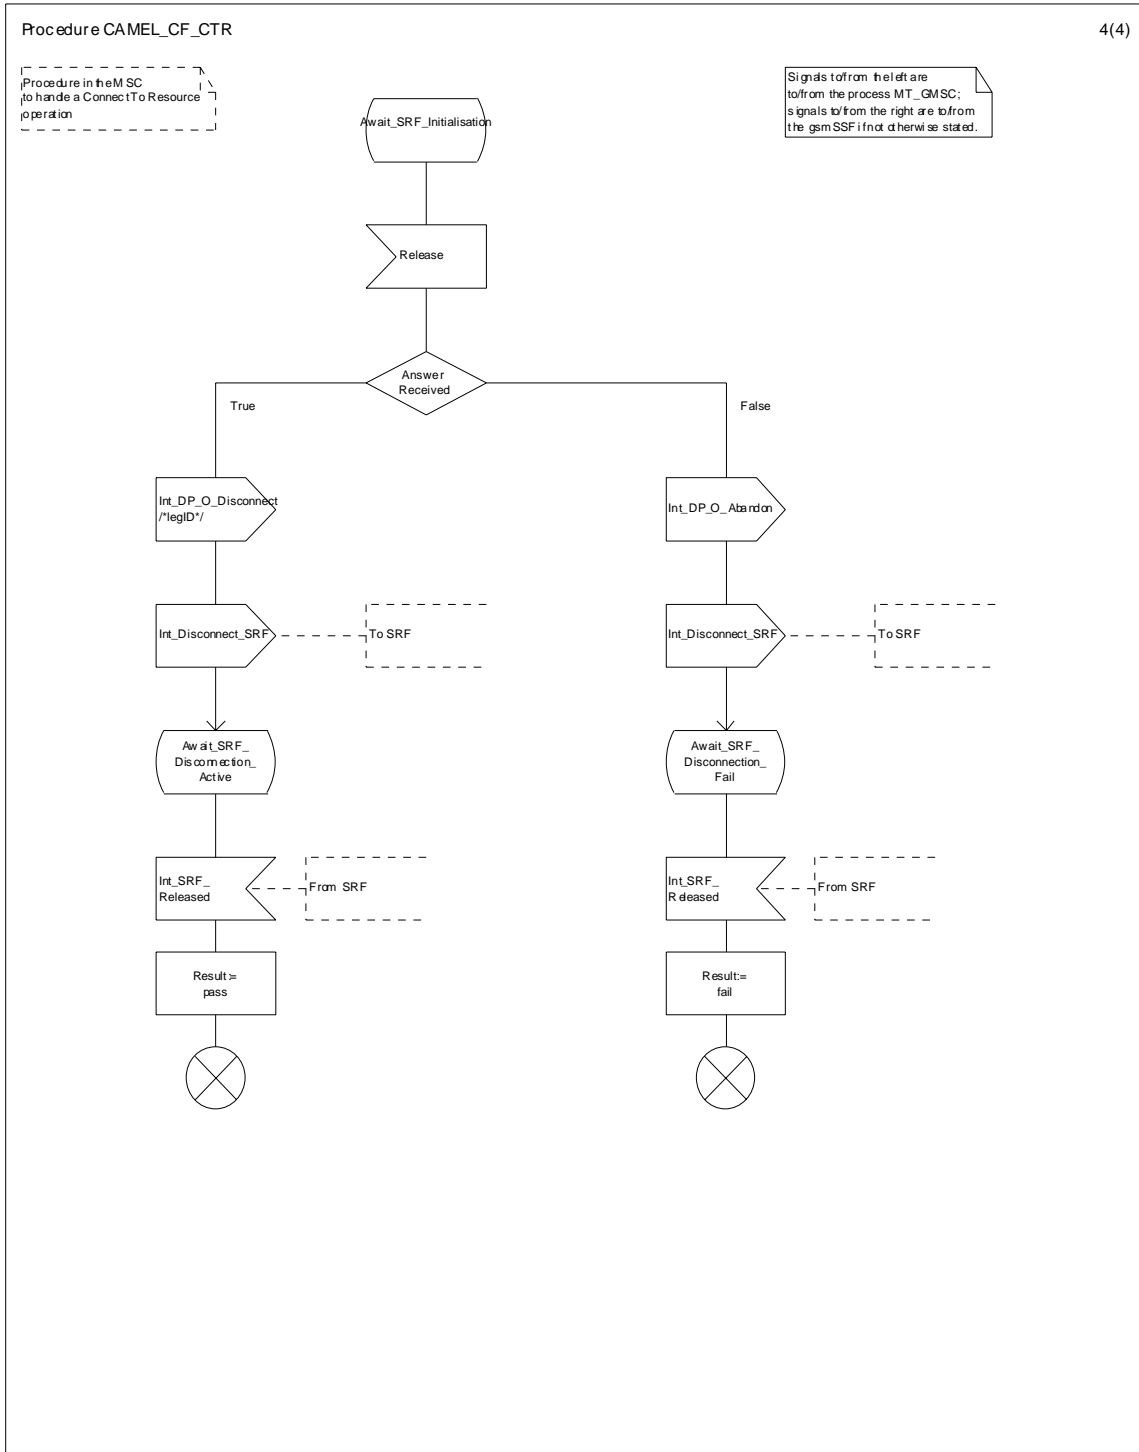 Procedure CAMEL_CF_CTR
4(4)
Procedure in the MSC
to handle a Connect To Resource
operation
Signals to/from the left are
to/from the process MT_GMSC;
signals to/from the right are to/from
the gsmSSF if not otherwise stated.
Await_SRF_Initialisation
Release
Answer
Received
True
False
Int_DP_O_Disconnect
/*legID*/
Int_DP_O_Abandon
Int_Disconnect_SRF
To SRF
Int_Disconnect_SRF
To SRF
Await_SRF_
Disconnection_
Active
Await_SRF_
Disconnection_
Fail
Int_SRF_
Released
From SRF
Int_SRF_
Released
From SRF
Result:=
pass
Result:=
fail